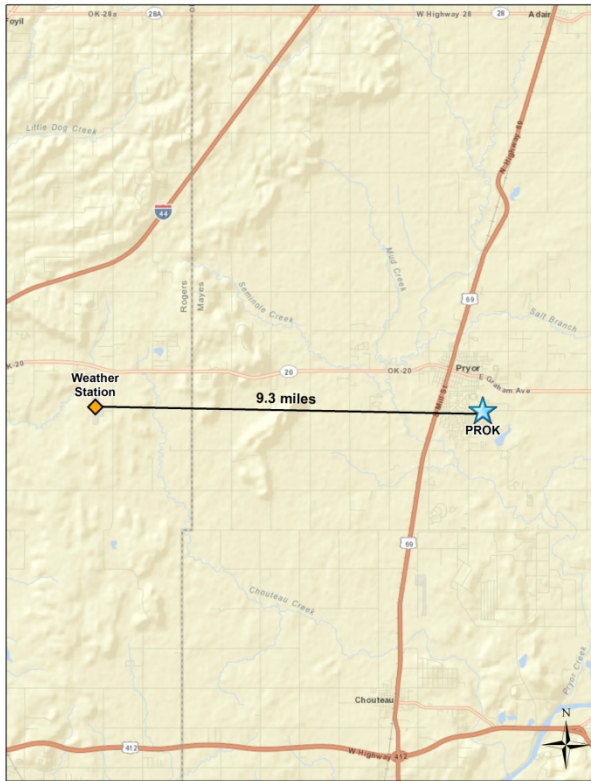 Foyil
OK-28a
28A
W Highway 28
28
Adair
Little Dog Creek
N Highway 69
44
Rogers
Mayes
Mud Creek
Seminole Creek
69
Salt Branch
OK-20
20
OK-20
Pryor
E Graham Ave
Weather
Station
9.3 miles
S Mill St
PROK
69
Chouteau Creek
Pryor Creek
Chouteau
N
412
W Highway 412